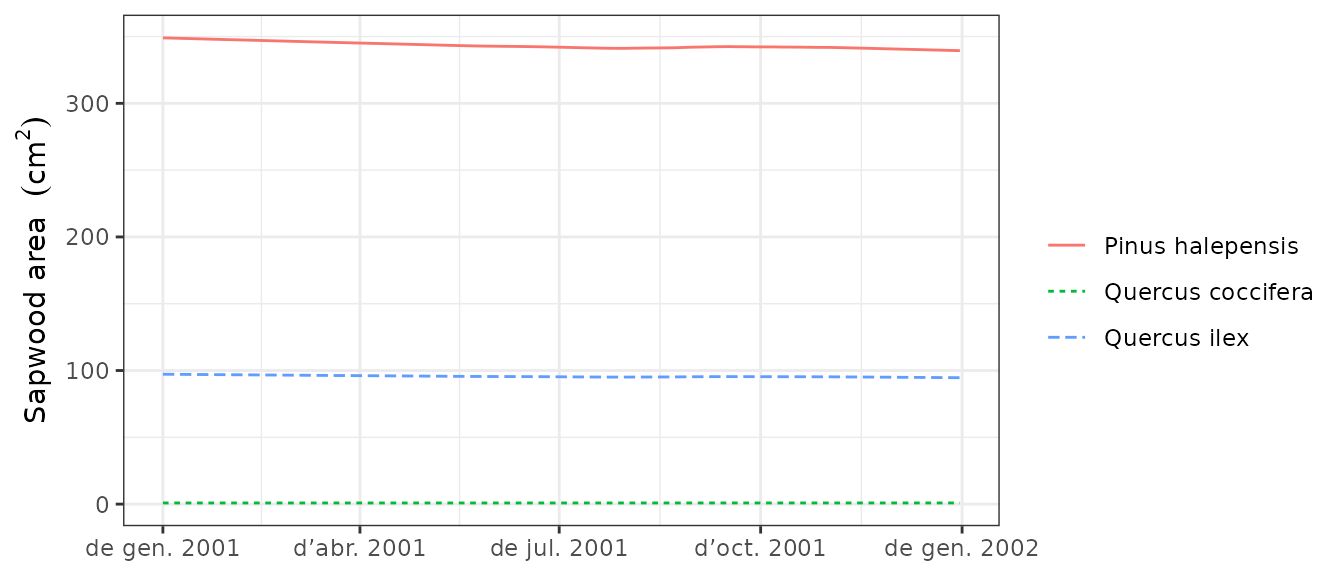 Sapwood area (cm²)
300
200
100
0
de gen. 2001 d’abr. 2001 de jul. 2001 d’oct. 2001 de gen. 2002
Pinus halepensis
Quercus coccifera
Quercus ilex